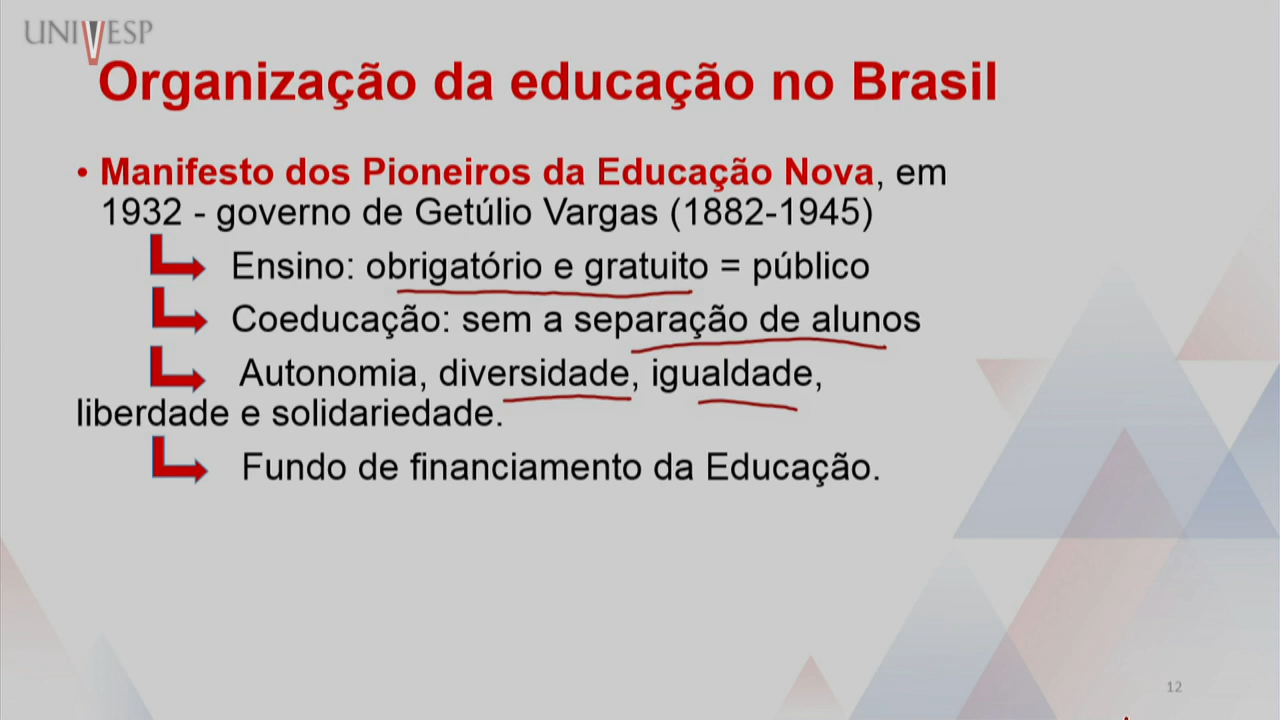 UNIVESP
Organização da educação no Brasil
• Manifesto dos Pioneiros da Educação Nova, em
1932 - governo de Getúlio Vargas (1882-1945)
Ensino: obrigatório e gratuito = público
Coeducação: sem a separação de alunos
Autonomia, diversidade, igualdade,
liberdade e solidariedade.
Fundo de financiamento da Educação.
12